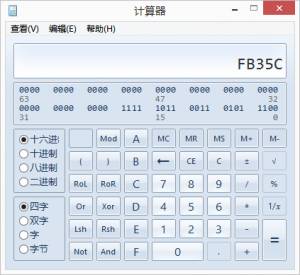 计算器
查看(V) 编辑(E) 帮助(H)
FB35C
0000 0000 0000 0000 0000 0000 0000 0000
63 47 32
0000 0000 0000 1111 1011 0011 0101 1100
31 15 0
十六进制 Mod A MC MR MS M+ M-
十进制
八进制 ( ) B ← CE C ± √
二进制 RoL RoR C 7 8 9 / %
四字 Or Xor D 4 5 6 * 1/x
双字
字 Lsh Rsh E 1 2 3 - =
字节 Not And F 0 . +